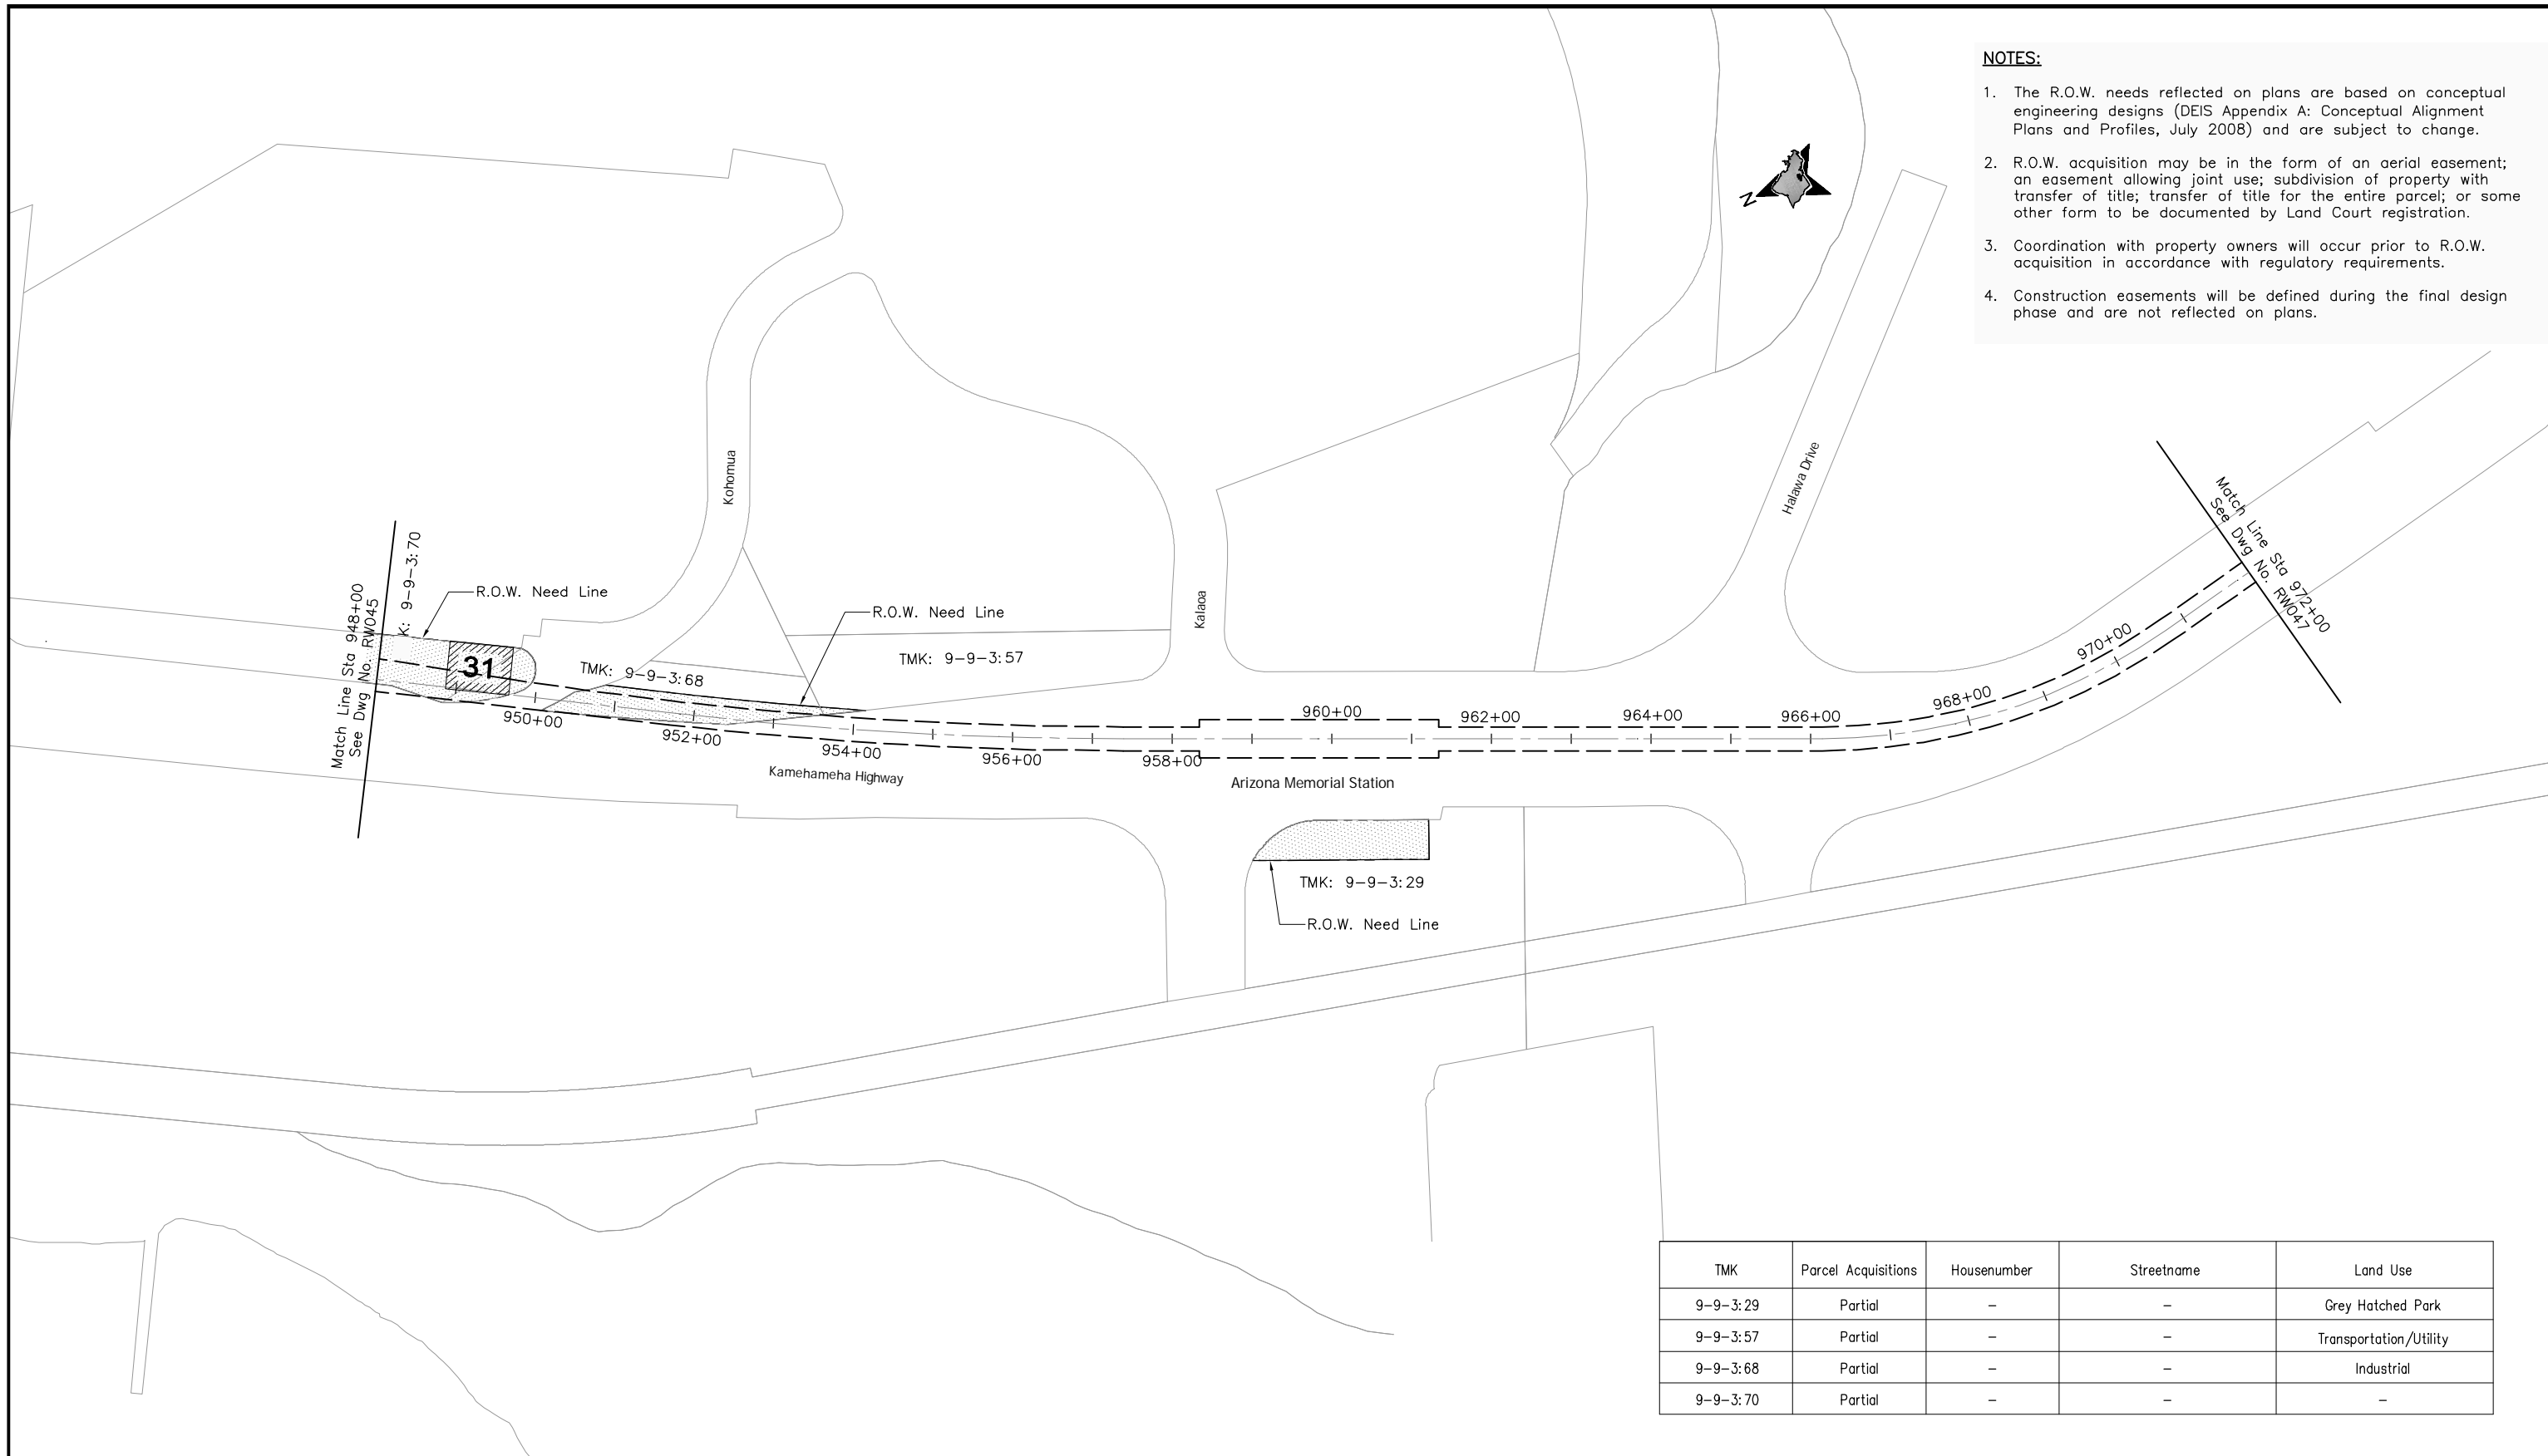 NOTES:
1. The R.O.W. needs reflected on plans are based on conceptual
engineering designs (DEIS Appendix A: Conceptual Alignment
Plans and Profiles, July 2008) and are subject to change.
2. R.O.W. acquisition may be in the form of an aerial easement;
an easement allowing joint use; subdivision of property with
transfer of title; transfer of title for the entire parcel; or some
other form to be documented by Land Court registration.
3. Coordination with property owners will occur prior to R.O.W.
acquisition in accordance with regulatory requirements.
4. Construction easements will be defined during the final design
phase and are not reflected on plans.
N
Kohomua
Halawa Drive
Kalaoa
Match Line Sta 948+00
See Dwg No. RW045
K: 9-9-3:70
R.O.W. Need Line
31
TMK: 9-9-3:68
R.O.W. Need Line
TMK: 9-9-3:57
Match Line Sta 972+00
See Dwg No. RW047
950+00
952+00
954+00
956+00
958+00
960+00
962+00
964+00
966+00
968+00
970+00
Kamehameha Highway
Arizona Memorial Station
TMK: 9-9-3:29
R.O.W. Need Line
TMK Parcel Acquisitions Housenumber Streetname Land Use
9-9-3:29 Partial - - Grey Hatched Park
9-9-3:57 Partial - - Transportation/Utility
9-9-3:68 Partial - - Industrial
9-9-3:70 Partial - - -